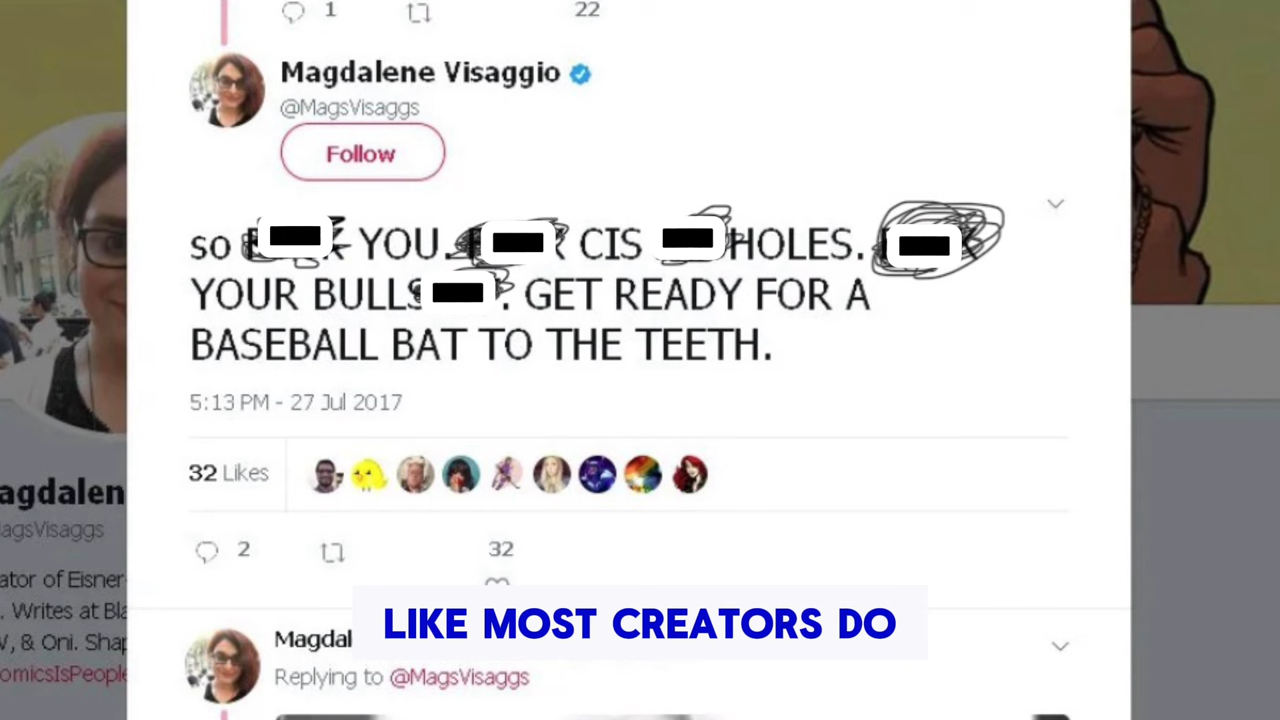 1 22
Magdalene Visaggio
@MagsVisaggs
Follow
so YOU. CIS HOLES.
YOUR BULLS . GET READY FOR A
BASEBALL BAT TO THE TEETH.
5:13 PM - 27 Jul 2017
32 Likes
2 32
LIKE MOST CREATORS DO
Magdal
Replying to @MagsVisaggs
agdalen
agsVisaggs
ator of Eisner-
. Writes at Bla
V, & Oni. Shap
omicsIsPeople